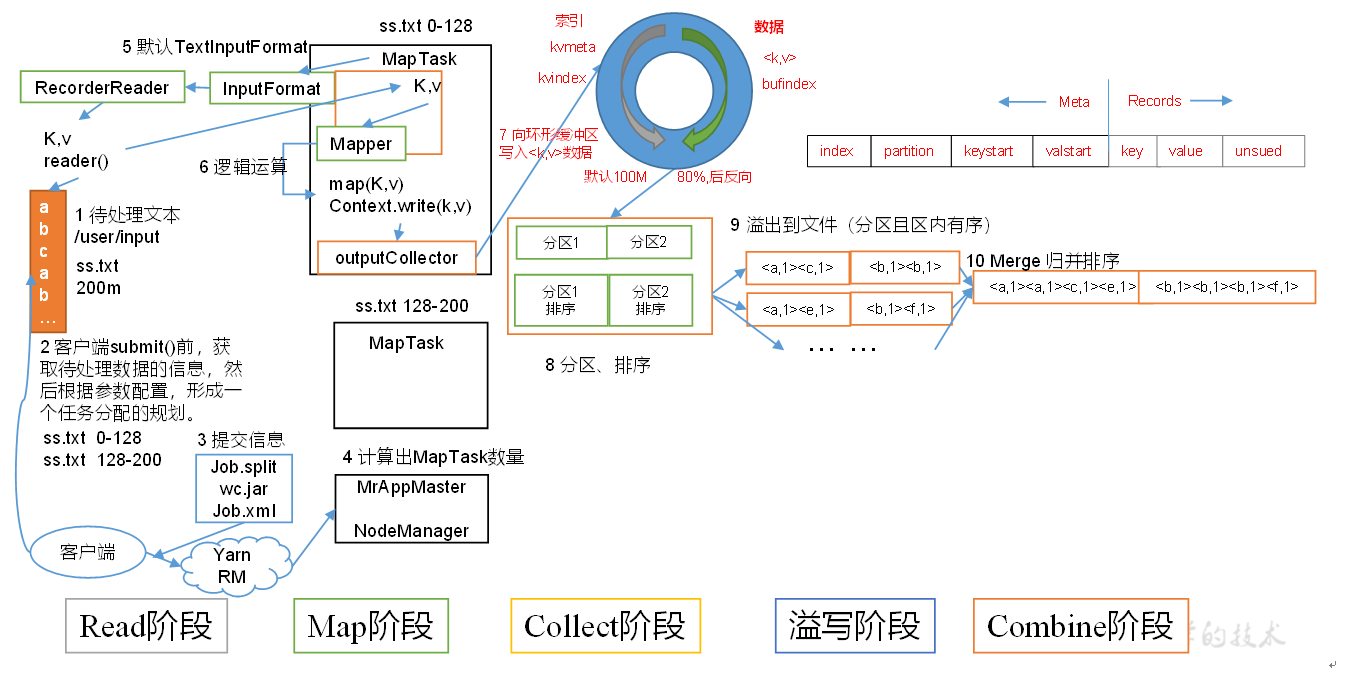 ss.txt 0-128
5 默认TextInputFormat
MapTask
RecorderReader
InputFormat
K,v
K,v
reader()
Mapper
6 逻辑运算
map(K,v)
Context.write(k,v)
outputCollector
a
b
c
a
b
...
1 待处理文本
/user/input
ss.txt
200m
2 客户端submit()前，获
取待处理数据的信息，然
后根据参数配置，形成一
个任务分配的规划。
ss.txt 0-128
ss.txt 128-200
3 提交信息
Job.split
wc.jar
Job.xml
客户端
Yarn
RM
ss.txt 128-200
MapTask
4 计算出MapTask数量
MrAppMaster
NodeManager
索引
kvmeta
kvindex
数据
<k,v>
bufindex
7 向环形缓冲区
写入<k,v>数据
默认100M
80%,后反向
Meta
Records
index
partition
keystart
valstart
key
value
unsued
分区1
分区2
分区1
排序
分区2
排序
8 分区、排序
9 溢出到文件（分区且区内有序）
<a,1><c,1>
<b,1><b,1>
<a,1><e,1>
<b,1><f,1>
... ...
10 Merge 归并排序
<a,1><a,1><c,1><e,1>
<b,1><b,1><b,1><f,1>
Read阶段
Map阶段
Collect阶段
溢写阶段
Combine阶段
的技术